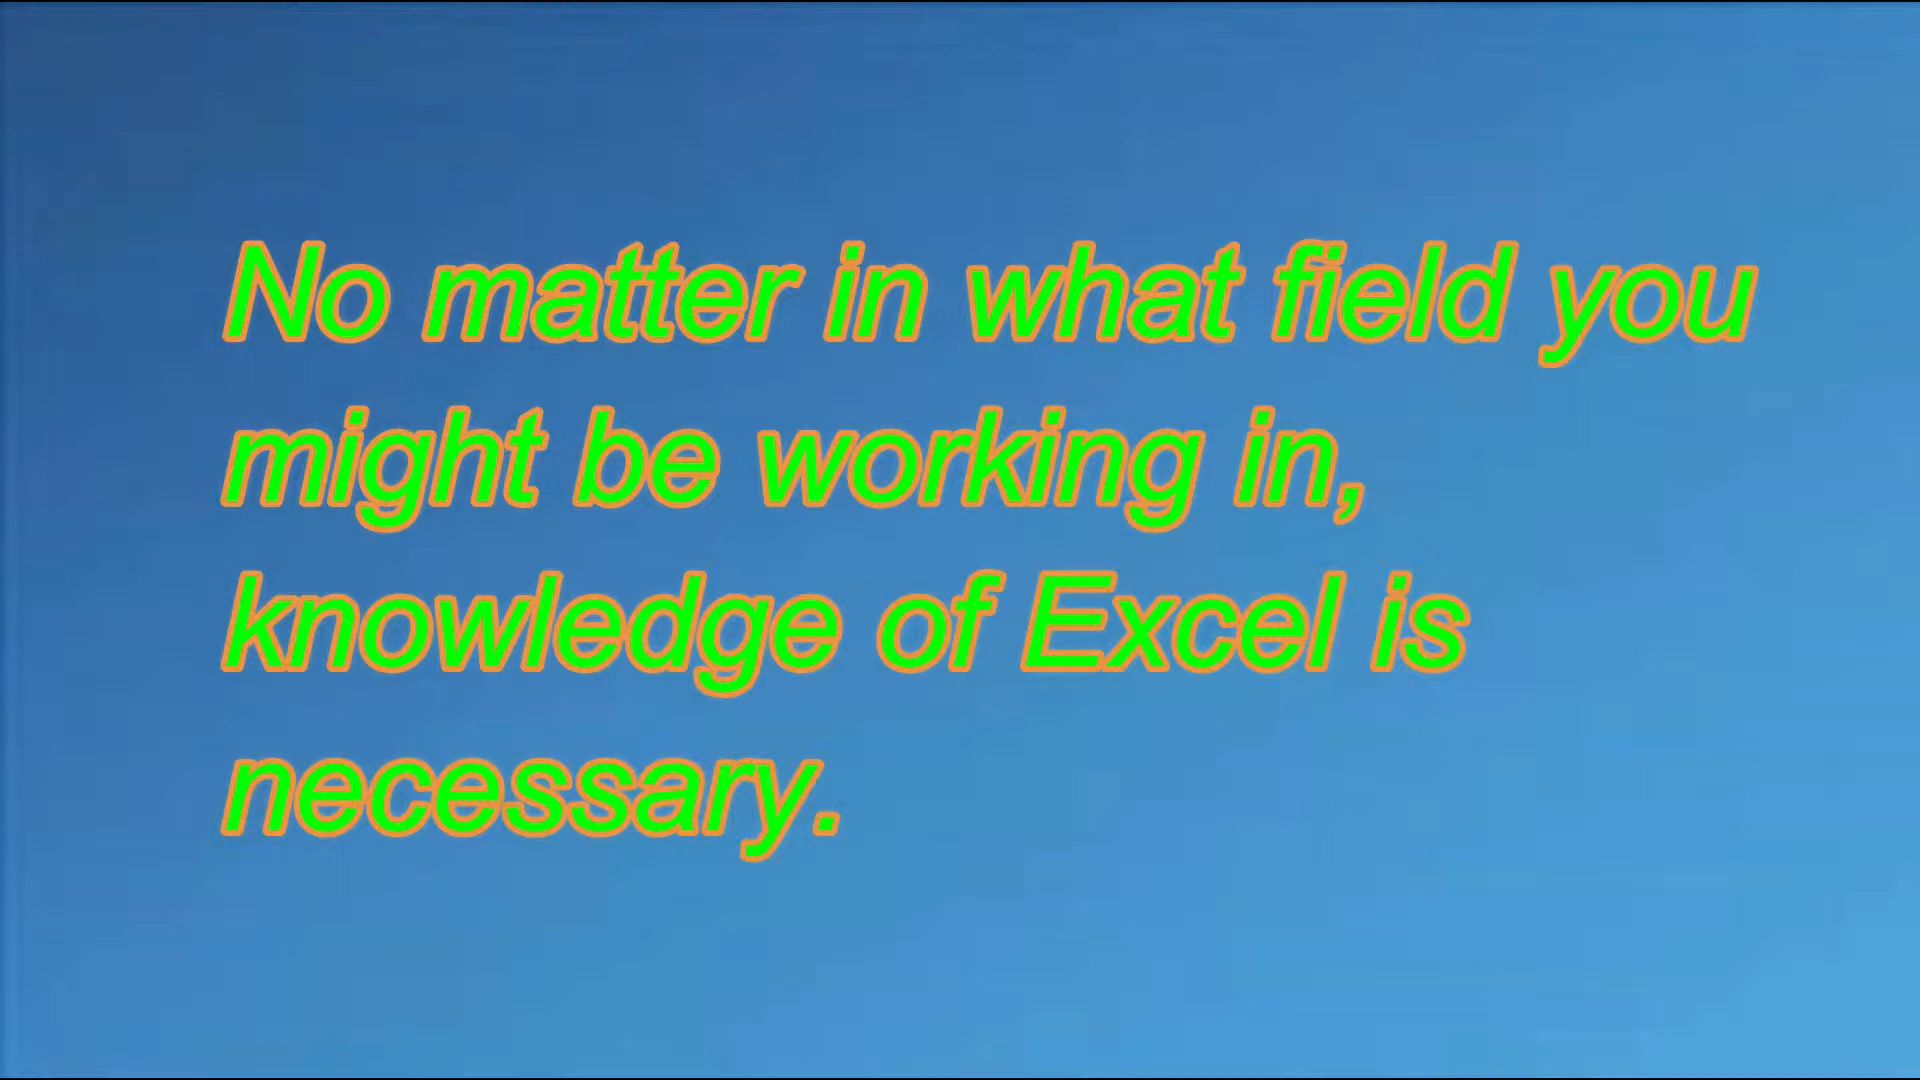 No matter in what field you
might be working in,
knowledge of Excel is
necessary.